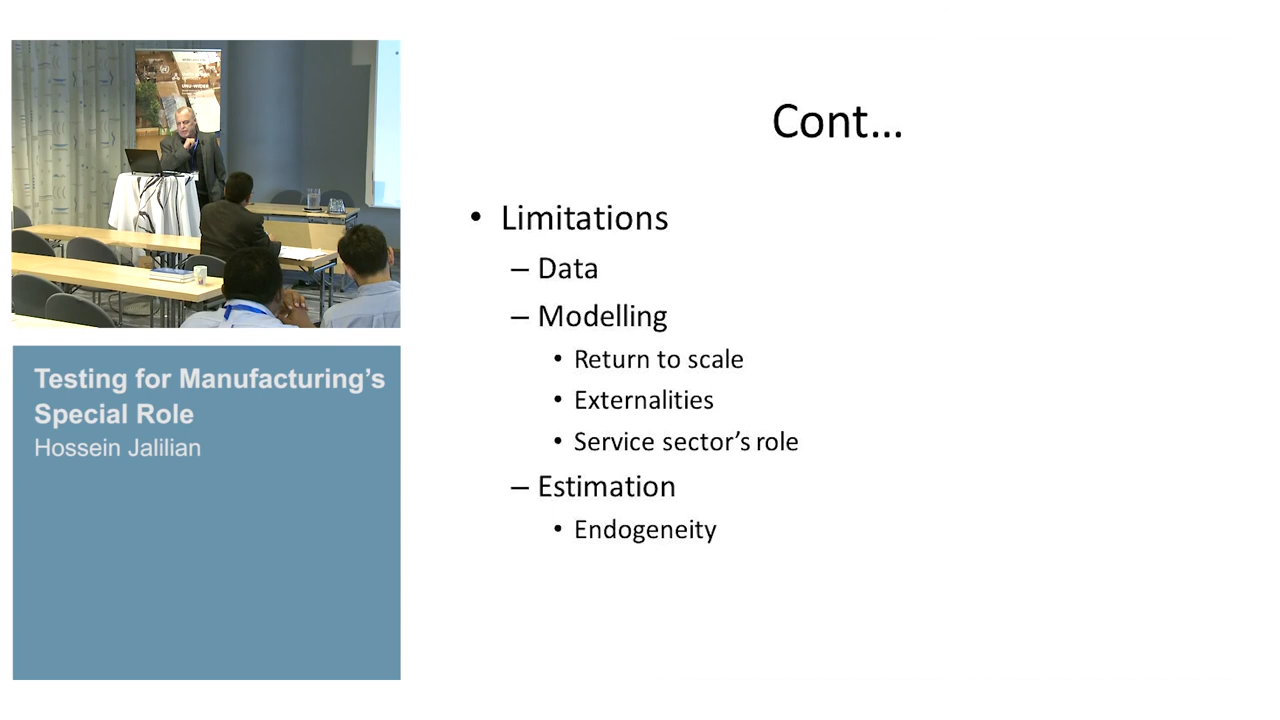 Cont...
• Limitations
– Data
– Modelling
• Return to scale
• Externalities
• Service sector's role
– Estimation
• Endogeneity
Testing for Manufacturing's
Special Role
Hossein Jalilian